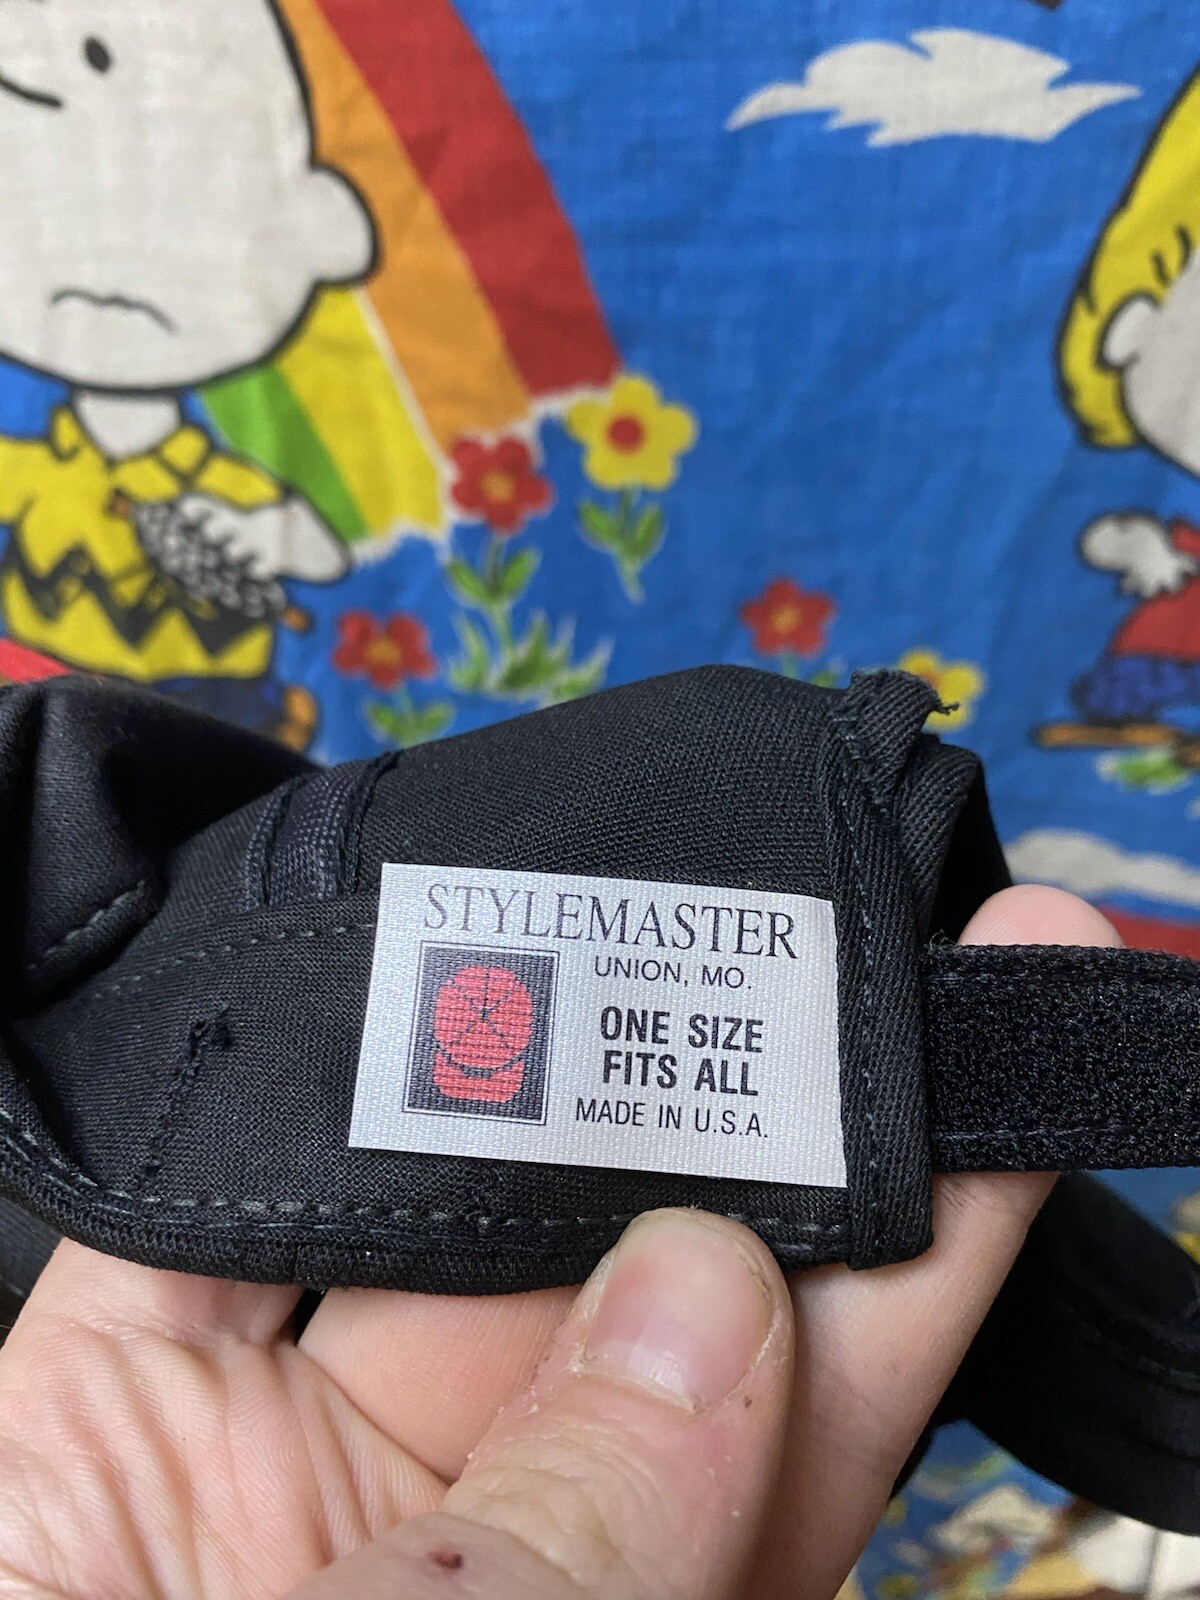 STYLEMASTER
UNION, MO.
ONE SIZE
FITS ALL
MADE IN U.S.A.